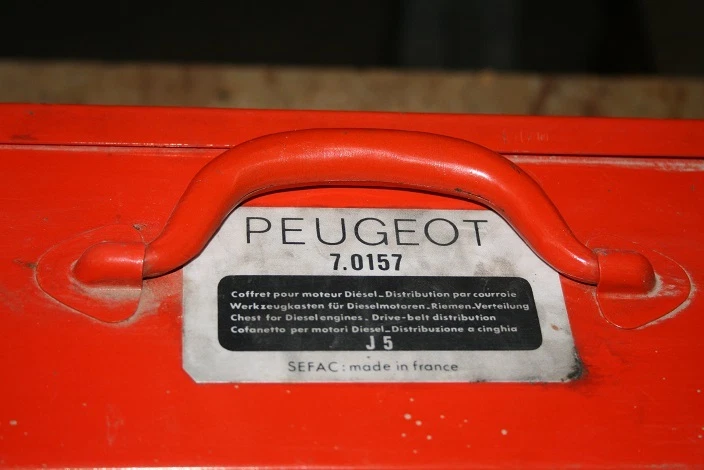 PEUGEOT
7.0157
Coffret pour moteur Diésel_Distribution par courroie
Werkzeugkasten für Dieselmotoren_Riemen_Verteilung
Chest for Diesel engines_ Drive-belt distribution
Cofanetto per motori Diesel_Distribuzione a cinghia
J 5
SEFAC: made in france